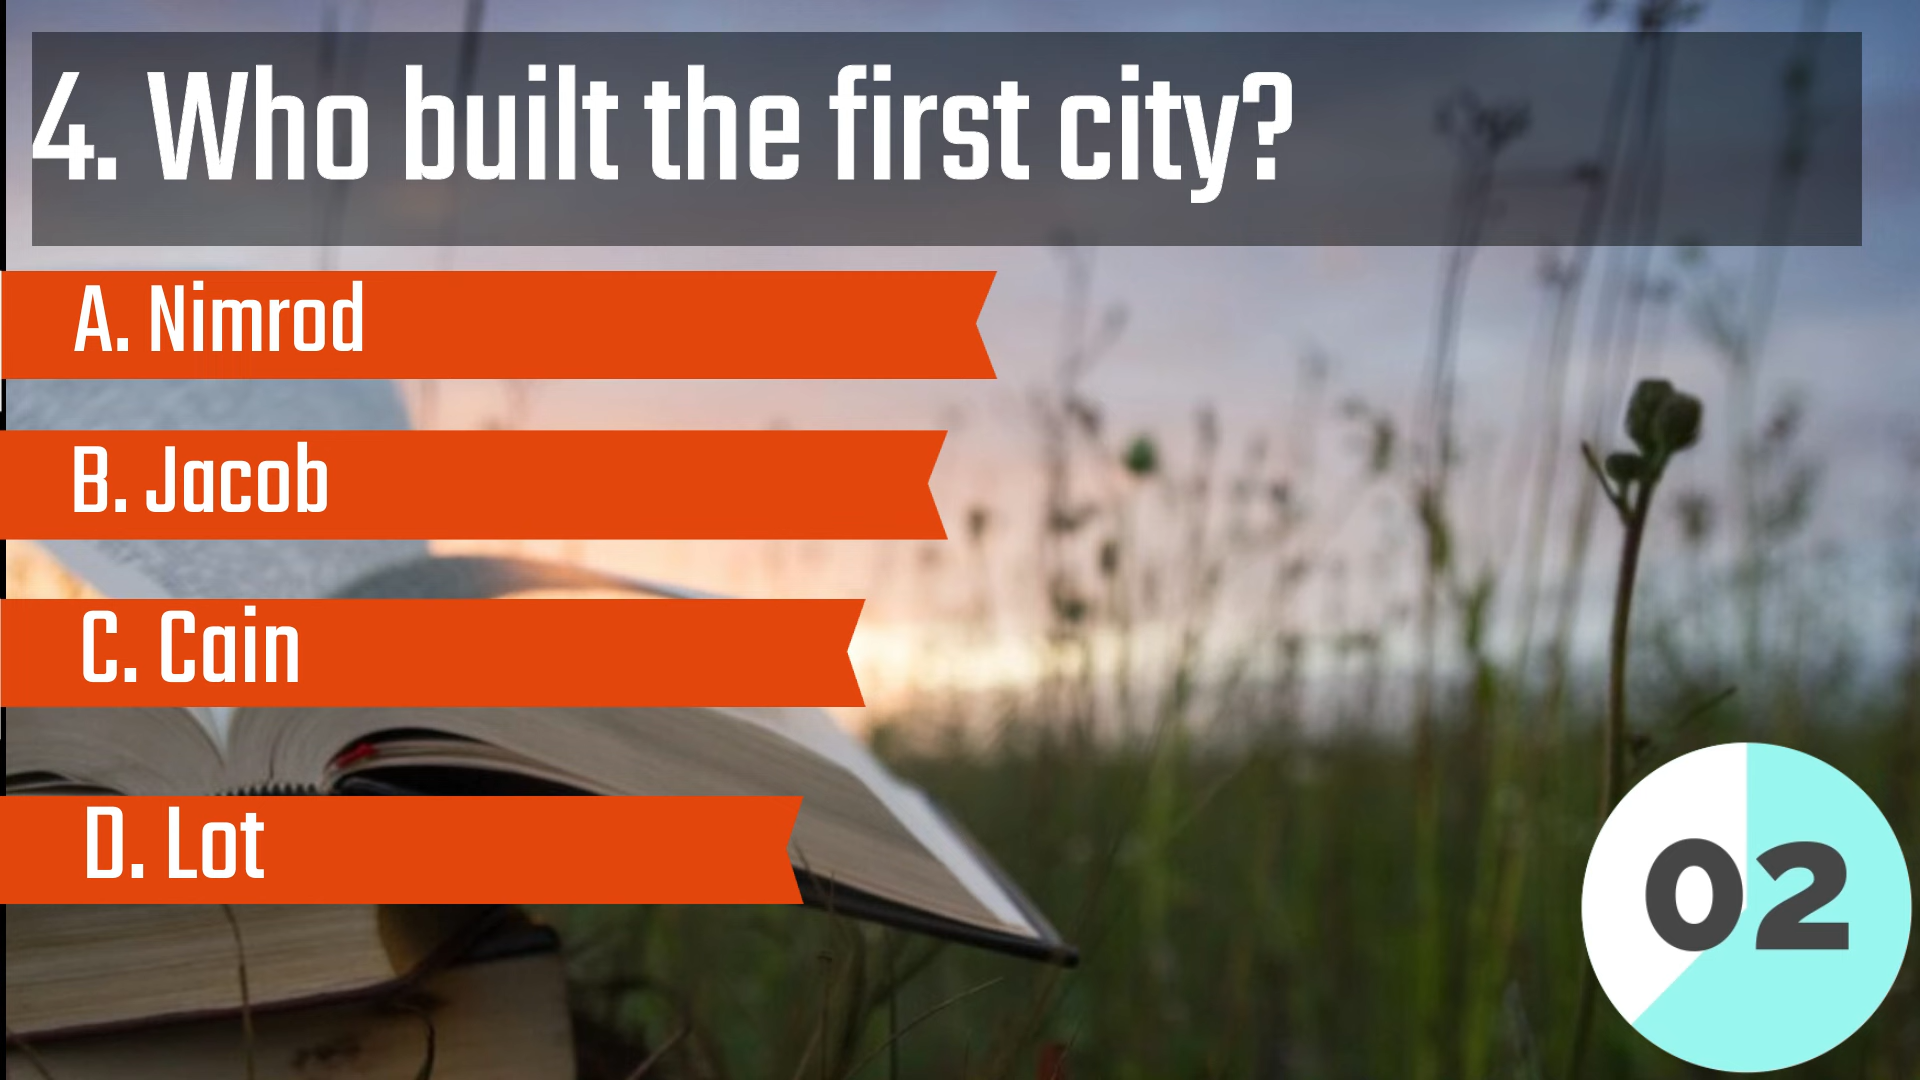 4. Who built the first city?
A. Nimrod
B. Jacob
C. Cain
D. Lot
02